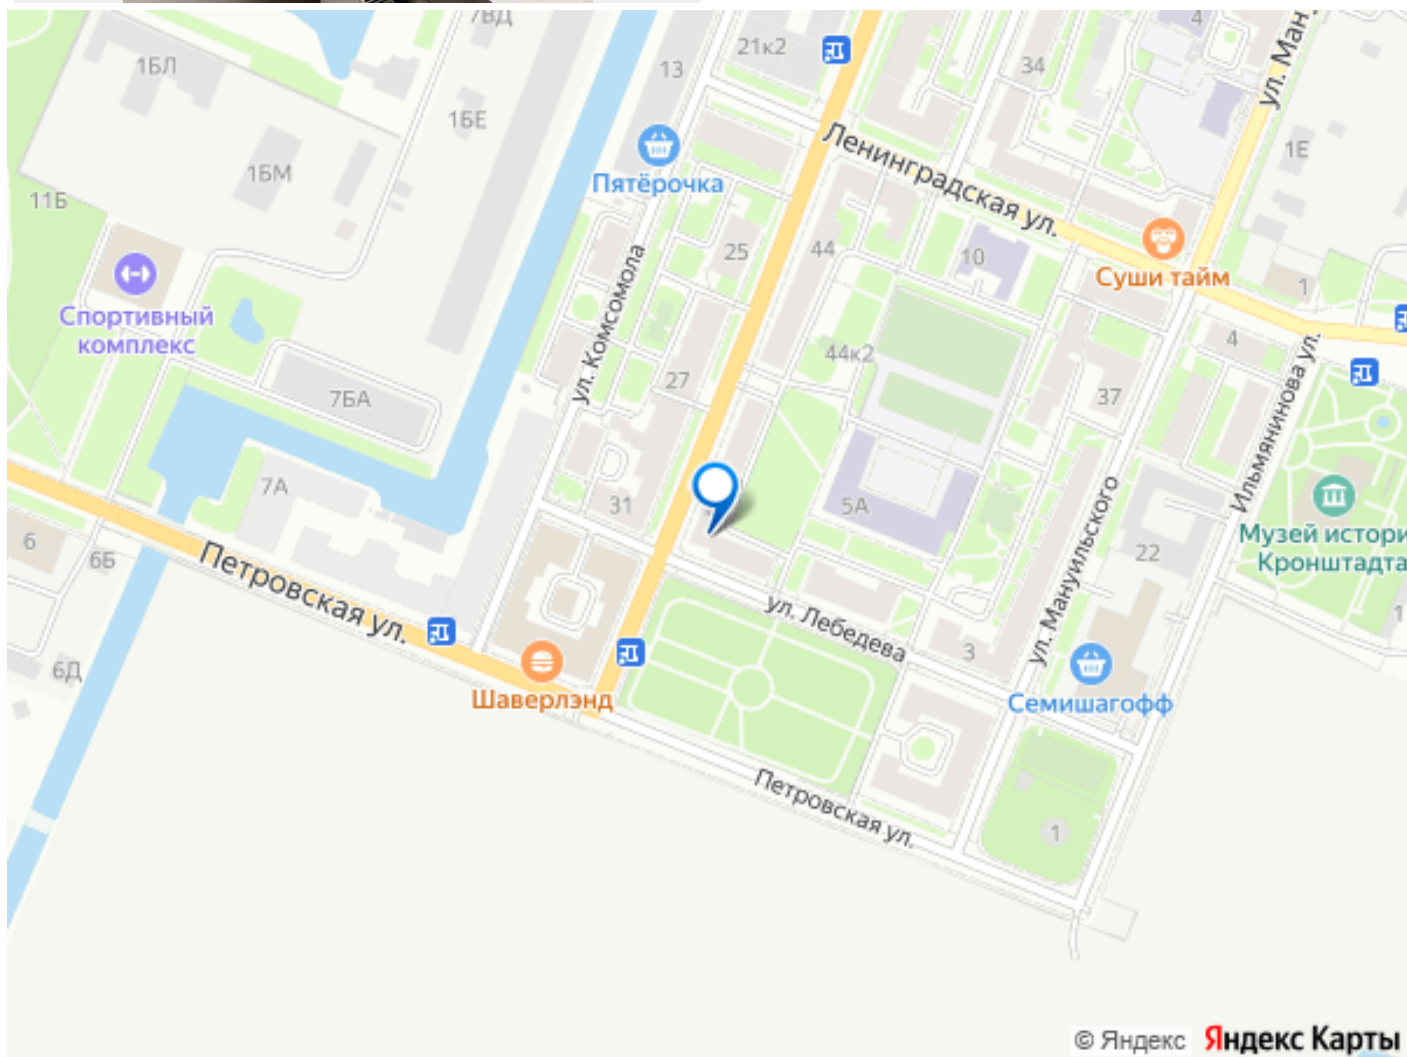 7ВД
4
ул. Ман
21к2
1БЛ
13
34
1БЕ
Ленинградская ул.
1Е
1БМ
Пятёрочка
11Б
25
44
10
Суши тайм
1
Спортивный
комплекс
ул. Комсомола
44к2
4
27
7БА
37
Ильмянинова ул.
7А
31
5А
ул. Мануильского
Музей истори
Кронштадта
6
6Б
22
Петровская ул.
ул. Лебедева
1
3
6Д
Шаверлэнд
Семишагофф
Петровская ул.
1
© Яндекс Яндекс Карты